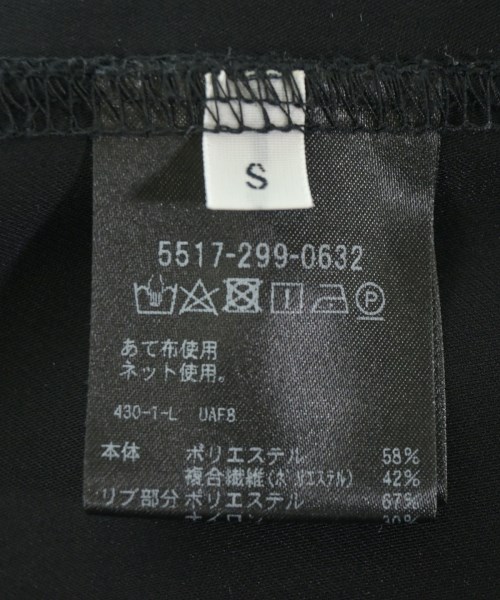 S
5517-299-0632
あて布使用
ネット使用。
430-1-L UAF8
本体 ポリエステル 58%
複合繊維(ポリエステル) 42%
リブ部分 ポリエステル 67%